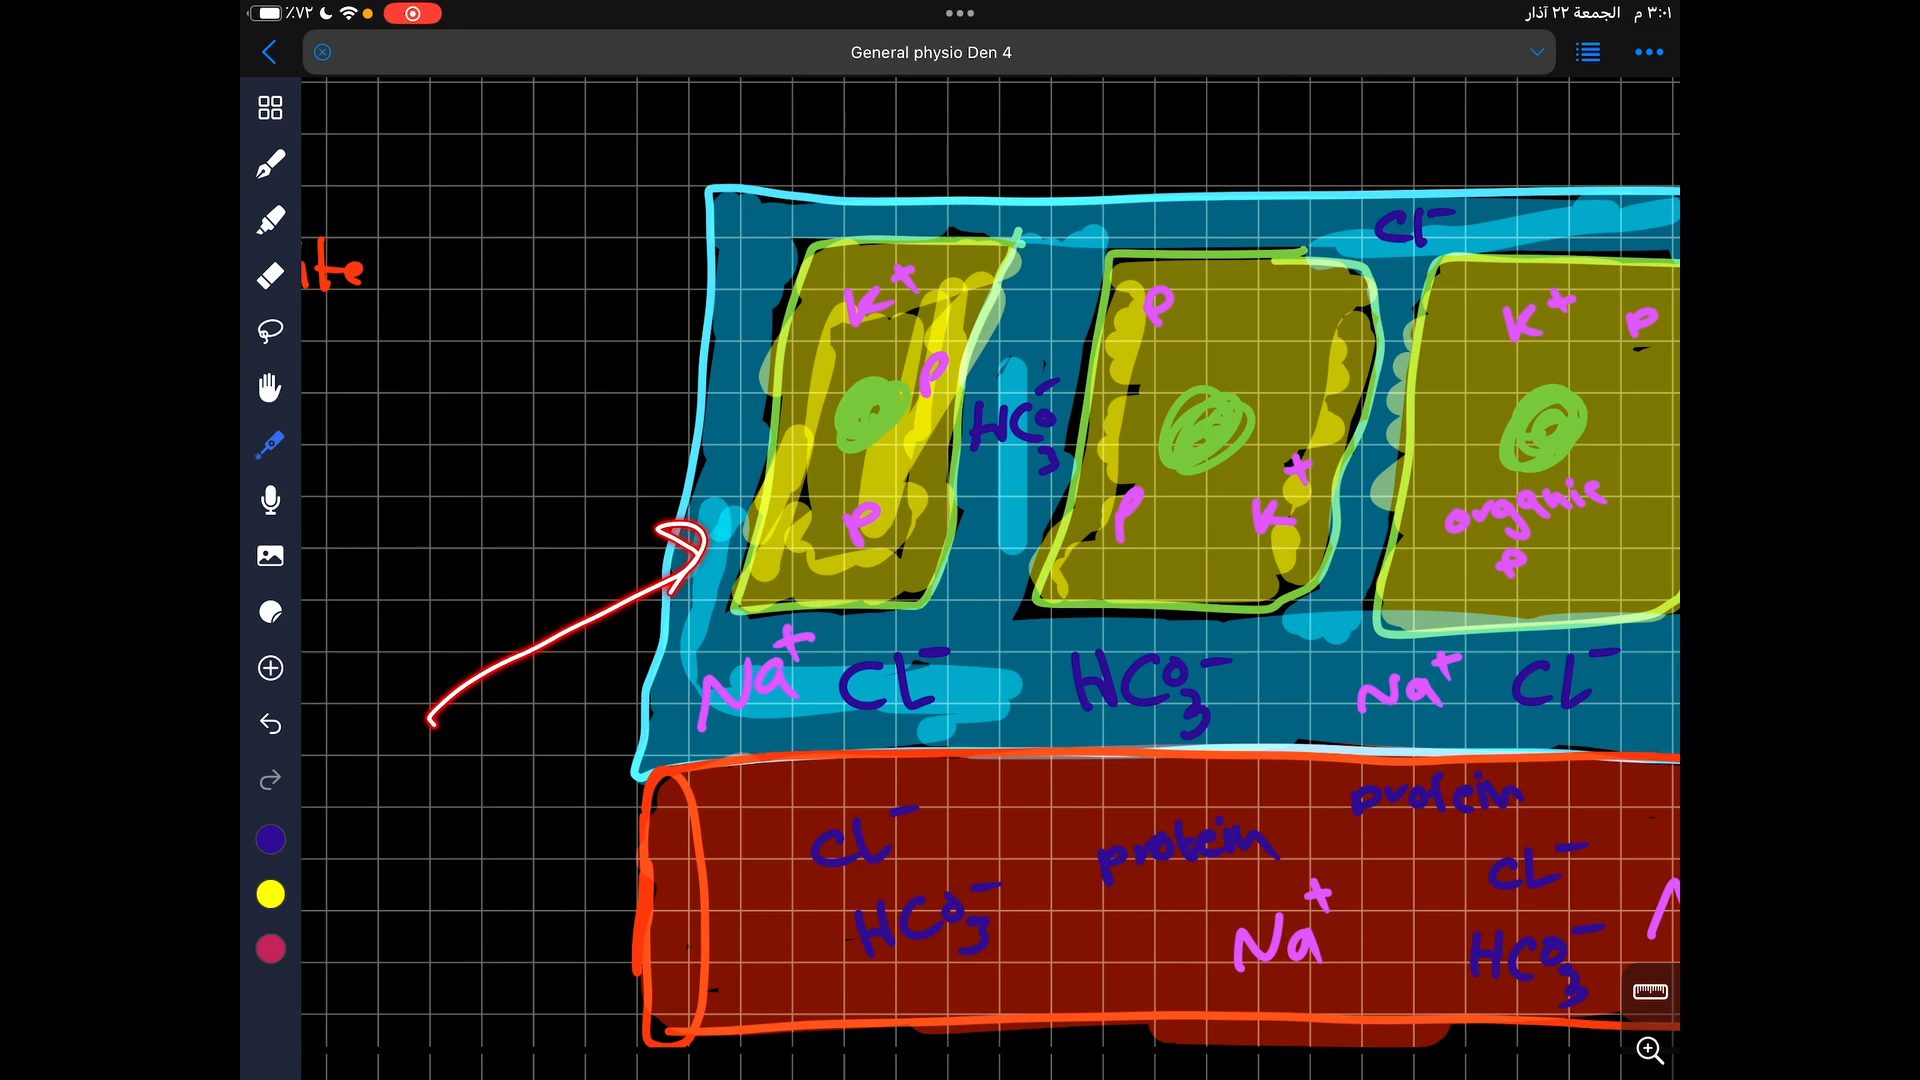 ٪٧٢
الجمعة ٢٢ آذار ٣:٠١ م
General physio Den 4
Cl⁻
te
K⁺ P K⁺ P
P HCO₃⁻
P P K⁺ organic
P
Na⁺ CL⁻ HCO₃⁻ Na⁺ CL⁻
protein
CL⁻ protein CL⁻
HCO₃⁻ Na⁺ HCO₃⁻